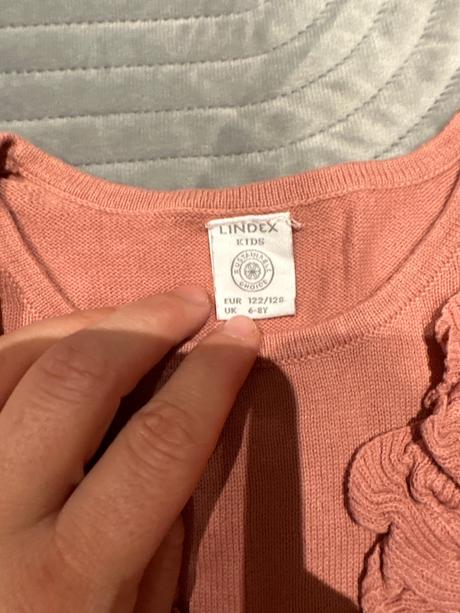 LINDEX
KIDS
SUSTAINABLE
CHOICE
EUR 122/128
UK 6-8Y